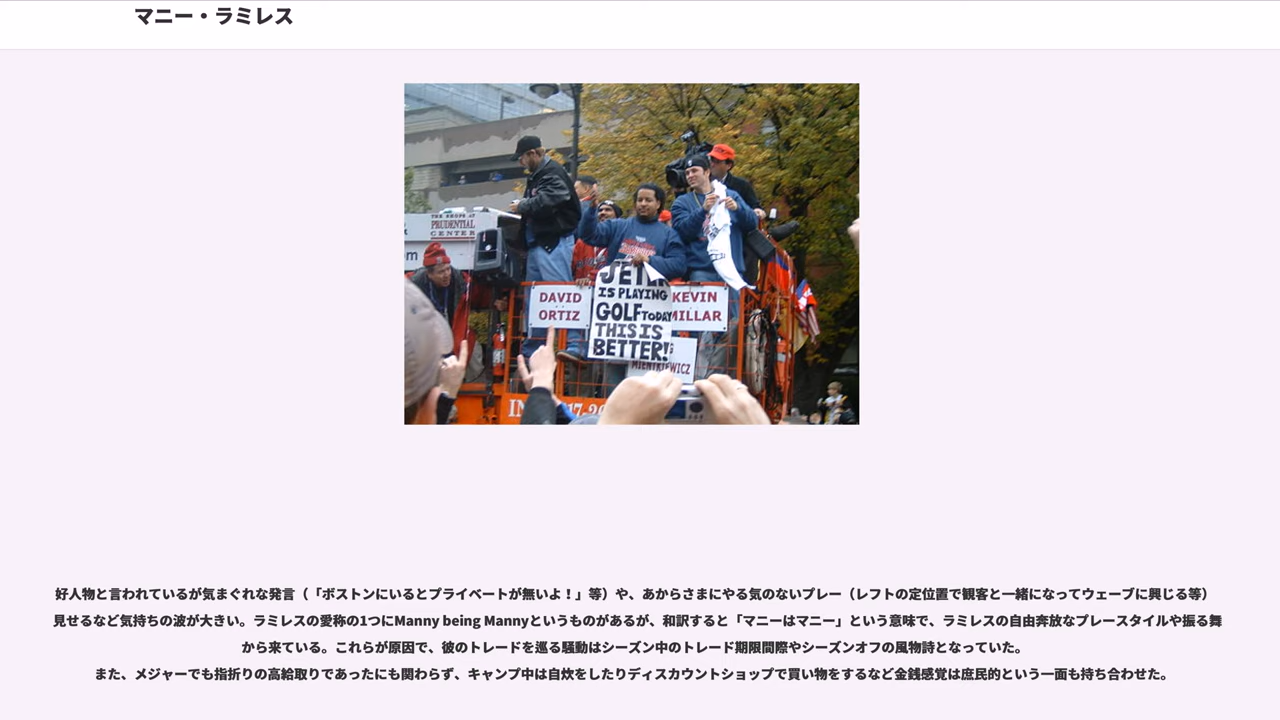 マニー・ラミレス
THE SHOPS AT
PRUDENTIAL
CENTER
DAVID
ORTIZ
IS PLAYING
GOLF TODAY
THIS IS
BETTER!
KEVIN
MILLAR
MIENTKIEWICZ
好人物と言われているが気まぐれな発言（「ボストンにいるとプライベートが無いよ！」等）や、あからさまにやる気のないプレー（レフトの定位置で観客と一緒になってウェーブに興じる等）
見せるなど気持ちの波が大きい。ラミレスの愛称の1つにManny being Mannyというものがあるが、和訳すると「マニーはマニー」という意味で、ラミレスの自由奔放なプレースタイルや振る舞
から来ている。これらが原因で、彼のトレードを巡る騒動はシーズン中のトレード期限間際やシーズンオフの風物詩となっていた。
また、メジャーでも指折りの高給取りであったにも関わらず、キャンプ中は自炊をしたりディスカウントショップで買い物をするなど金銭感覚は庶民的という一面も持ち合わせた。